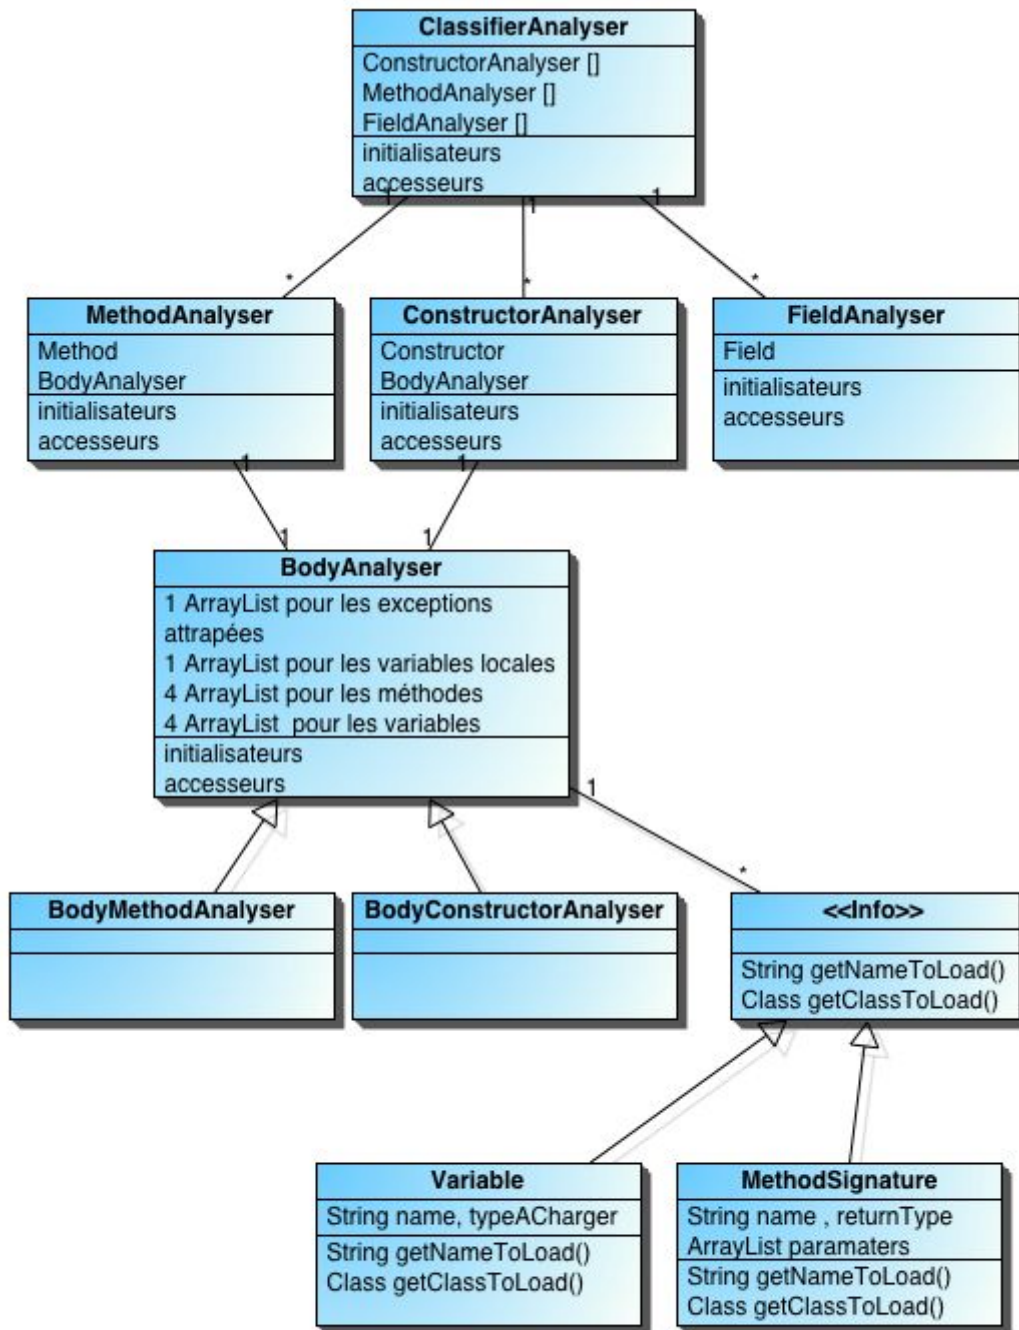 ClassifierAnalyser
ConstructorAnalyser []
MethodAnalyser []
FieldAnalyser []
initialisateurs
accesseurs
1
1
1
*
*
*
MethodAnalyser
Method
BodyAnalyser
initialisateurs
accesseurs
ConstructorAnalyser
Constructor
BodyAnalyser
initialisateurs
accesseurs
FieldAnalyser
Field
initialisateurs
accesseurs
1
1
1
1
BodyAnalyser
1 ArrayList pour les exceptions
attrapées
1 ArrayList pour les variables locales
4 ArrayList pour les méthodes
4 ArrayList pour les variables
initialisateurs
accesseurs
1
*
BodyMethodAnalyser
BodyConstructorAnalyser
<<Info>>
String getNameToLoad()
Class getClassToLoad()
Variable
String name, typeACharger
String getNameToLoad()
Class getClassToLoad()
MethodSignature
String name , returnType
ArrayList paramaters
String getNameToLoad()
Class getClassToLoad()